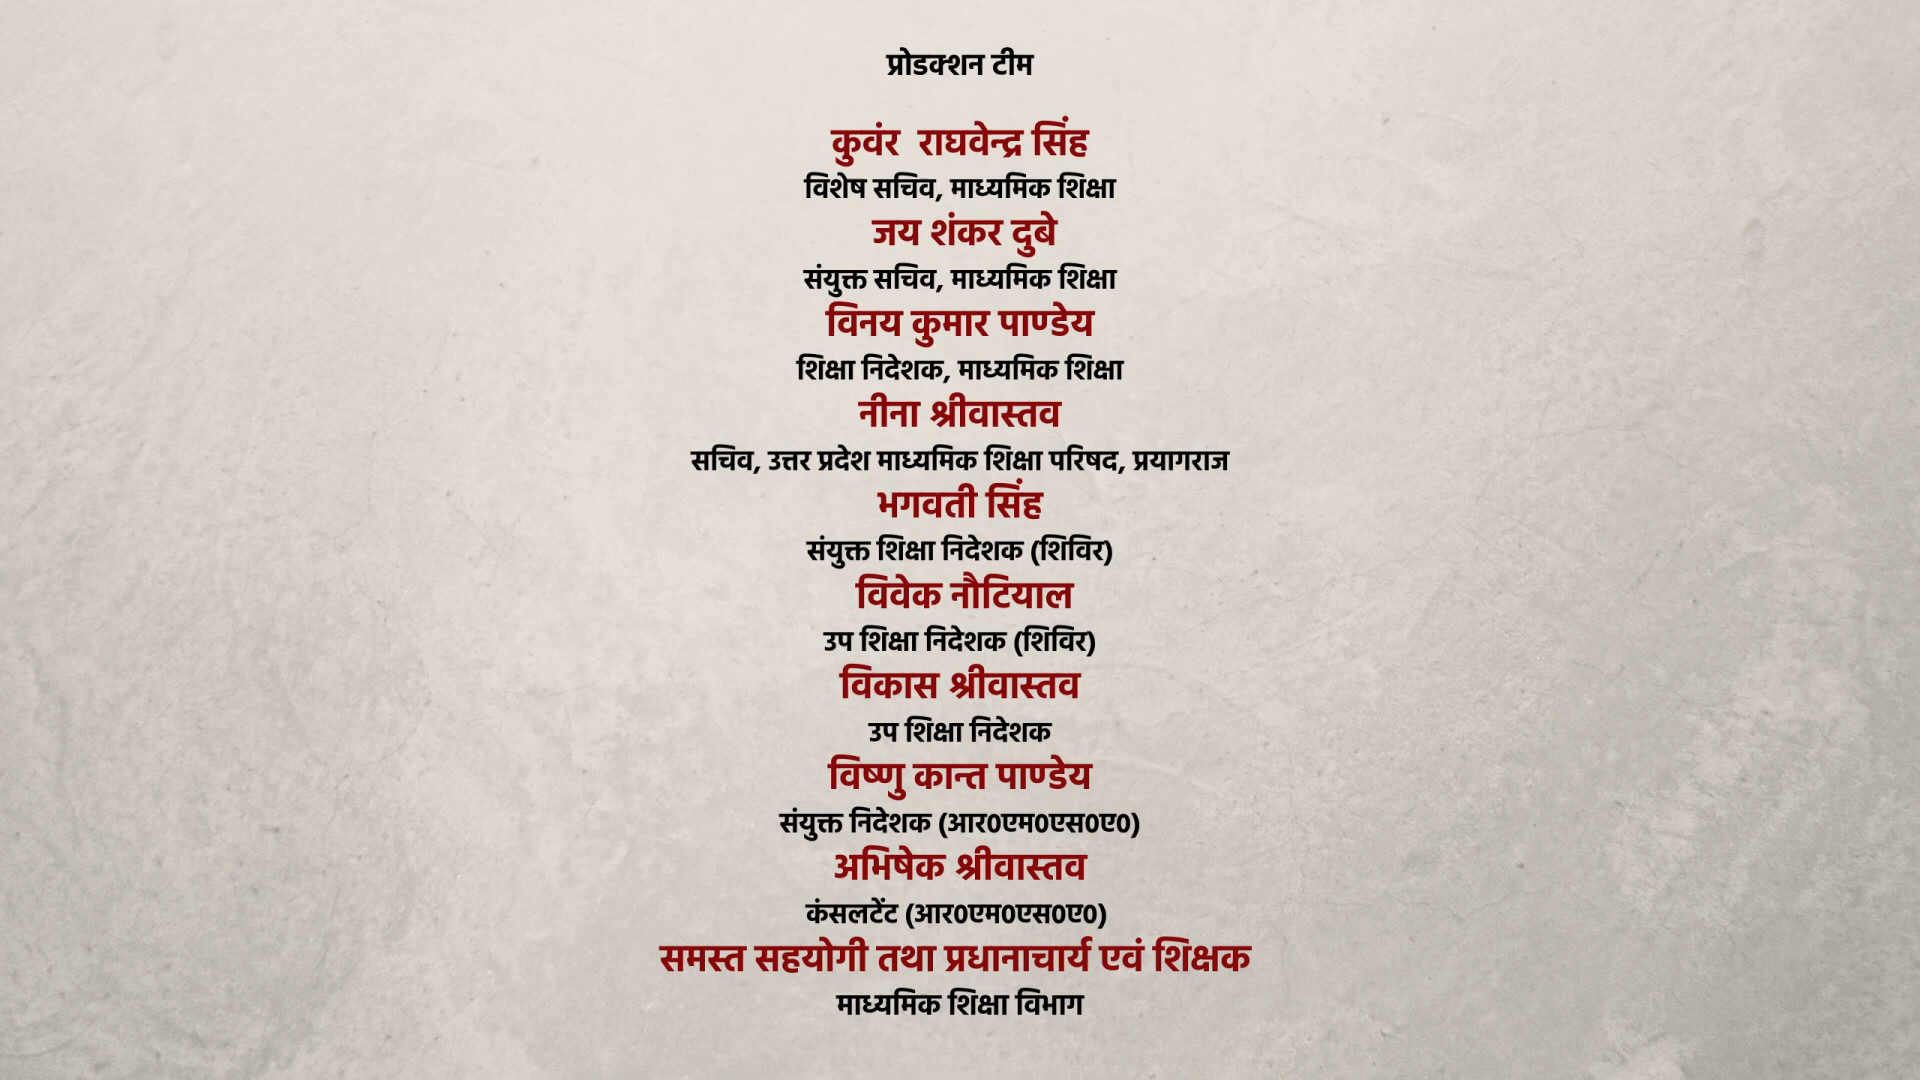 प्रोडक्शन टीम
कुवंर राघवेन्द्र सिंह
विशेष सचिव, माध्यमिक शिक्षा
जय शंकर दुबे
संयुक्त सचिव, माध्यमिक शिक्षा
विनय कुमार पाण्डेय
शिक्षा निदेशक, माध्यमिक शिक्षा
नीना श्रीवास्तव
सचिव, उत्तर प्रदेश माध्यमिक शिक्षा परिषद, प्रयागराज
भगवती सिंह
संयुक्त शिक्षा निदेशक (शिविर)
विवेक नौटियाल
उप शिक्षा निदेशक (शिविर)
विकास श्रीवास्तव
उप शिक्षा निदेशक
विष्णु कान्त पाण्डेय
संयुक्त निदेशक (आर0एम0एस0ए0)
अभिषेक श्रीवास्तव
कंसलटेंट (आर0एम0एस0ए0)
समस्त सहयोगी तथा प्रधानाचार्य एवं शिक्षक
माध्यमिक शिक्षा विभाग